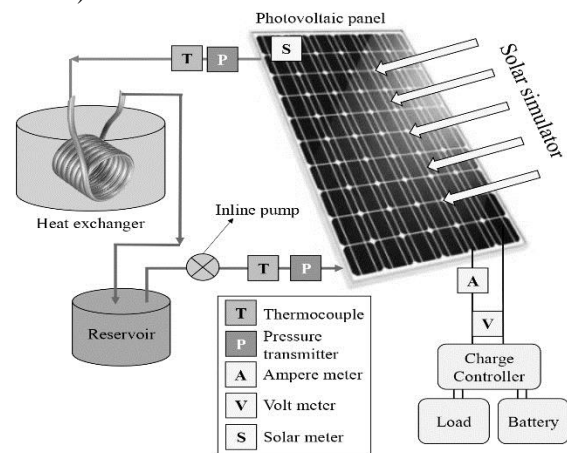 Photovoltaic panel
T
P
S
Solar simulator
Heat exchanger
Inline pump
T
P
Reservoir
T Thermocouple
P Pressure
transmitter
A Ampere meter
V Volt meter
S Solar meter
A
V
Charge
Controller
Load
Battery